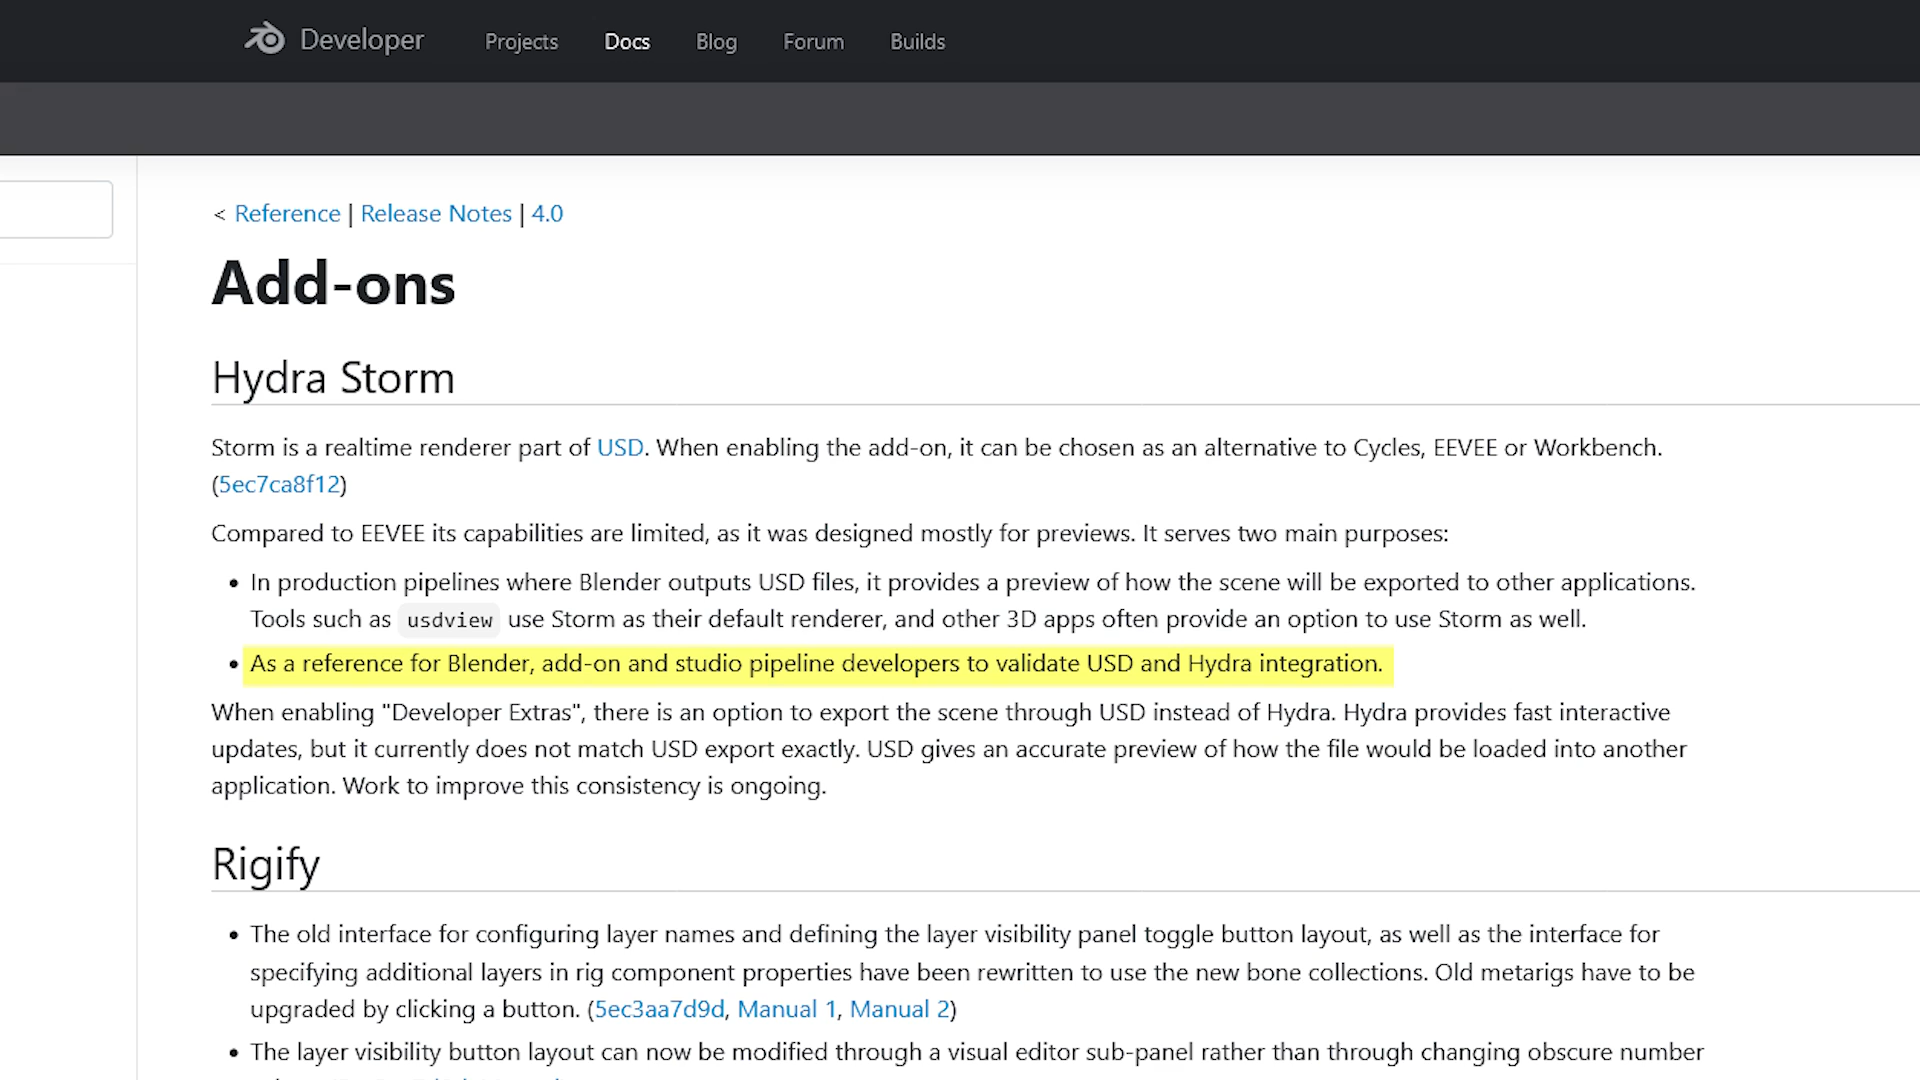 Developer Projects Docs Blog Forum Builds
< Reference | Release Notes | 4.0
Add-ons
Hydra Storm
Storm is a realtime renderer part of USD. When enabling the add-on, it can be chosen as an alternative to Cycles, EEVEE or Workbench.
(5ec7ca8f12)
Compared to EEVEE its capabilities are limited, as it was designed mostly for previews. It serves two main purposes:
• In production pipelines where Blender outputs USD files, it provides a preview of how the scene will be exported to other applications.
Tools such as usdview use Storm as their default renderer, and other 3D apps often provide an option to use Storm as well.
• As a reference for Blender, add-on and studio pipeline developers to validate USD and Hydra integration.
When enabling "Developer Extras", there is an option to export the scene through USD instead of Hydra. Hydra provides fast interactive
updates, but it currently does not match USD export exactly. USD gives an accurate preview of how the file would be loaded into another
application. Work to improve this consistency is ongoing.
Rigify
• The old interface for configuring layer names and defining the layer visibility panel toggle button layout, as well as the interface for
specifying additional layers in rig component properties have been rewritten to use the new bone collections. Old metarigs have to be
upgraded by clicking a button. (5ec3aa7d9d, Manual 1, Manual 2)
• The layer visibility button layout can now be modified through a visual editor sub-panel rather than through changing obscure number